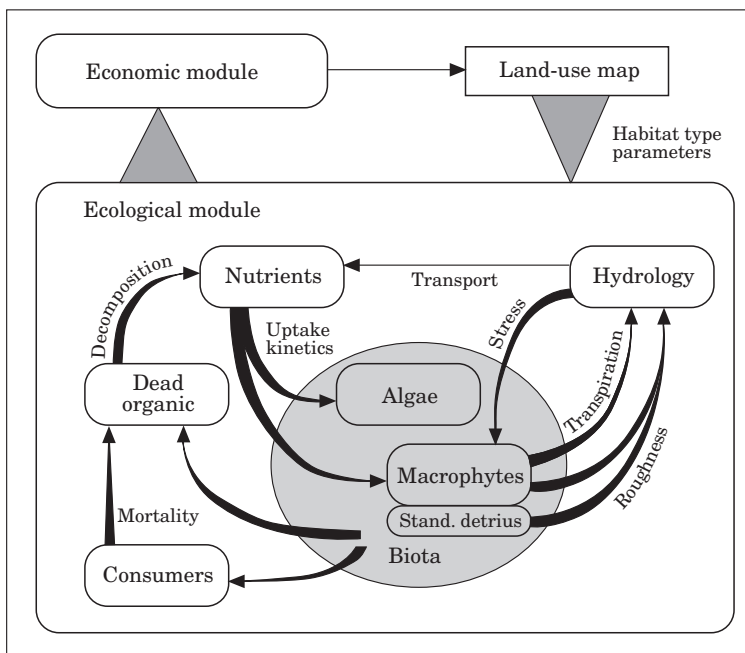 Economic module
Land-use map
Habitat type
parameters
Ecological module
Decomposition
Nutrients
Transport
Hydrology
Uptake
kinetics
Stress
Dead
organic
Algae
Transpiration
Macrophytes
Roughness
Mortality
Stand. detrius
Consumers
Biota